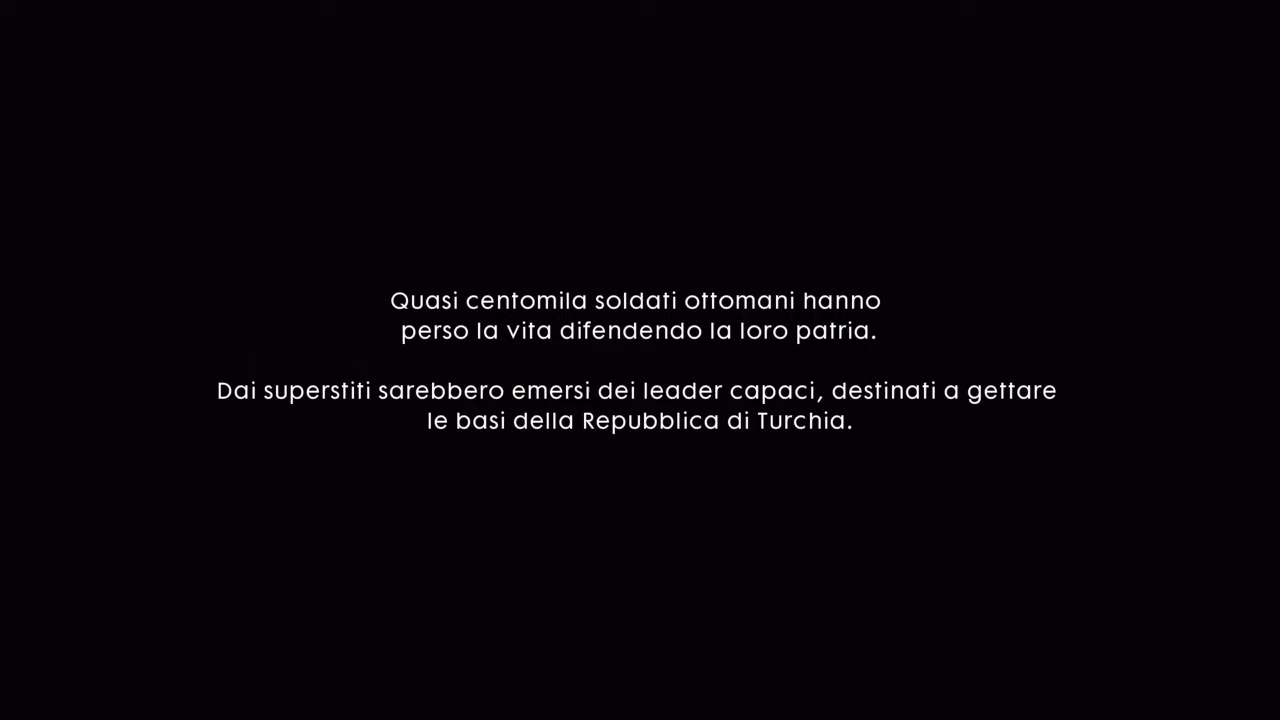 Quasi centomila soldati ottomani hanno
perso la vita difendendo la loro patria.
Dai superstiti sarebbero emersi dei leader capaci, destinati a gettare
le basi della Repubblica di Turchia.